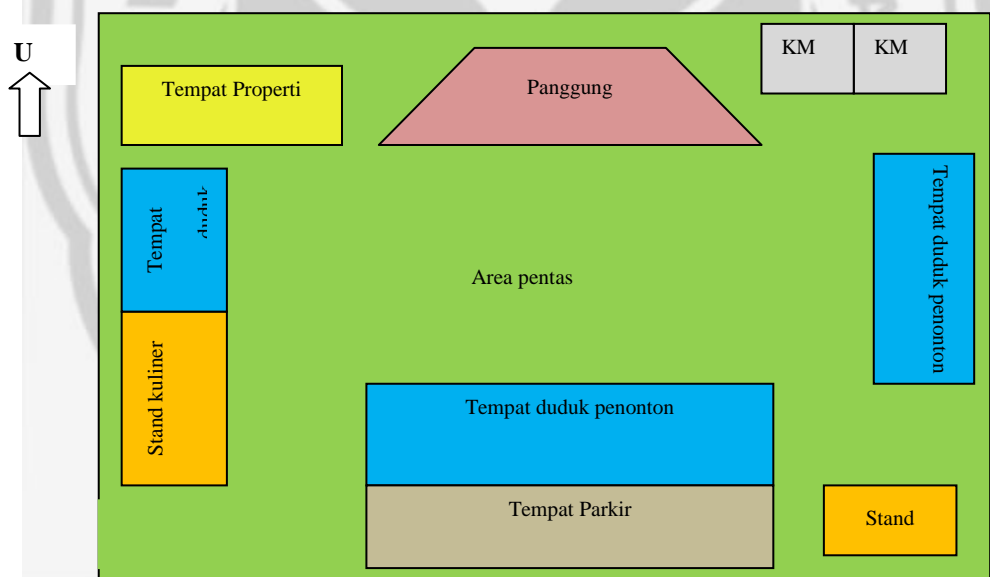 U
KM
KM
Tempat Properti
Panggung
Tempat
duduk
Tempat duduk penonton
Area pentas
Stand kuliner
Tempat duduk penonton
Tempat Parkir
Stand